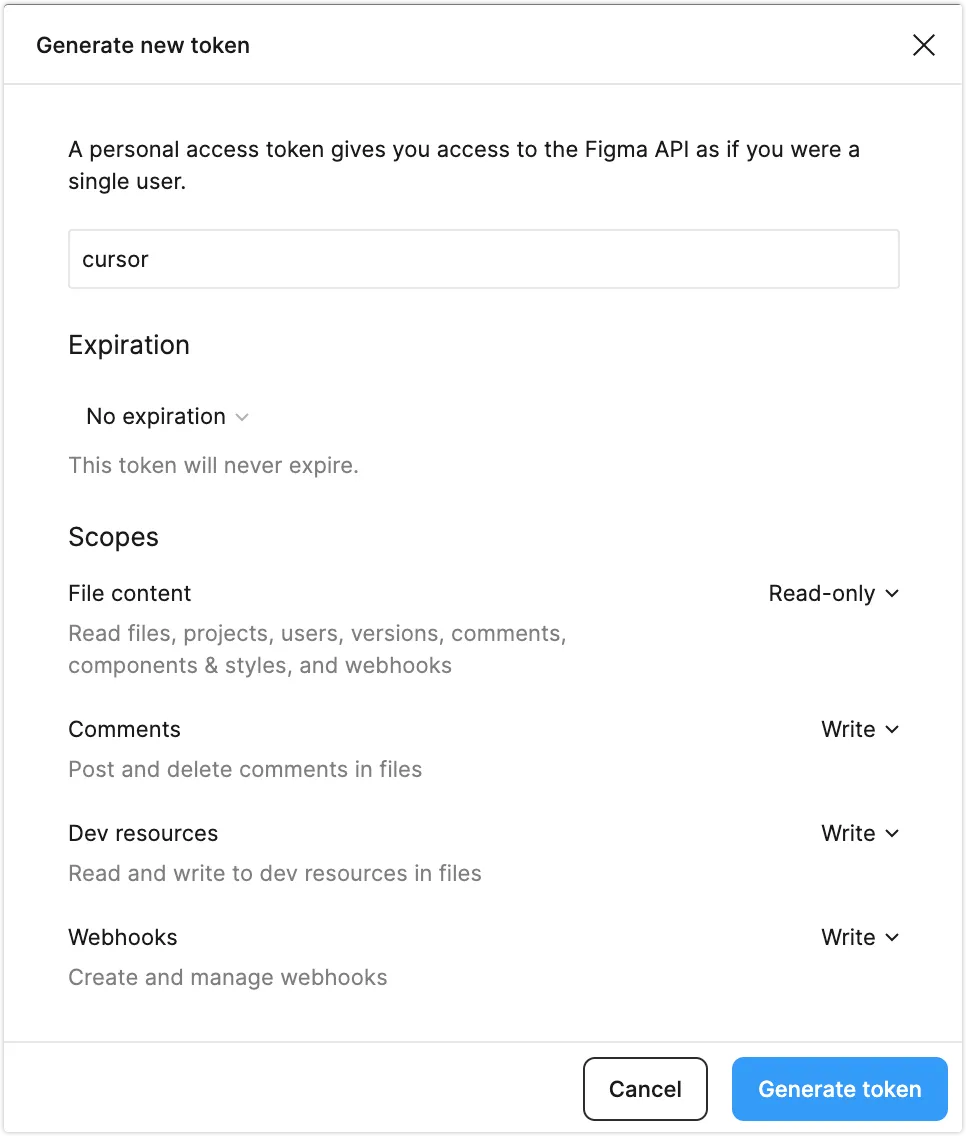 Generate new token
A personal access token gives you access to the Figma API as if you were a
single user.
cursor
Expiration
No expiration
This token will never expire.
Scopes
File content
Read-only
Read files, projects, users, versions, comments,
components & styles, and webhooks
Comments
Write
Post and delete comments in files
Dev resources
Write
Read and write to dev resources in files
Webhooks
Write
Create and manage webhooks
Cancel
Generate token